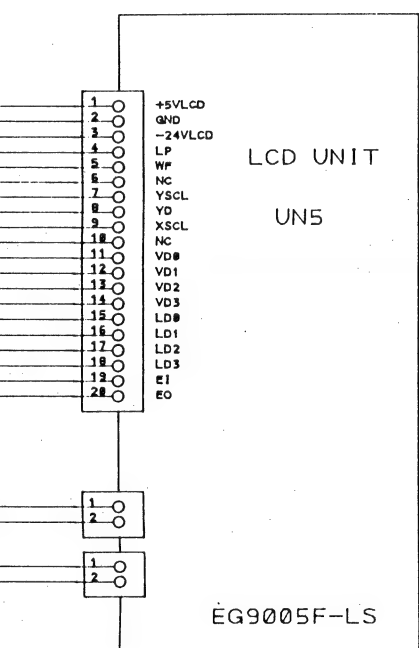 1 +5VLCD
2 GND
3 -24VLCD
4 LP
5 WF
6 NC
7 YSCL
8 YD
9 XSCL
10 NC
11 VD0
12 VD1
13 VD2
14 VD3
15 LD0
16 LD1
17 LD2
18 LD3
19 EI
20 EO
LCD UNIT
UN5
1
2
1
2
EG9005F-LS